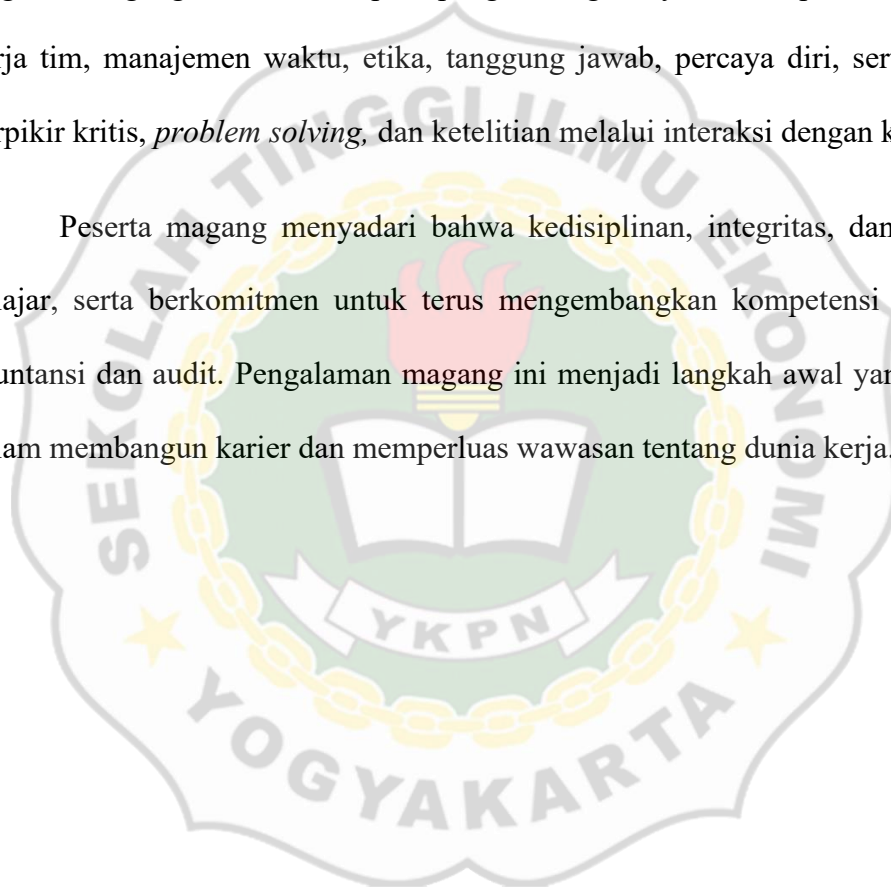 rja tim, manajemen waktu, etika, tanggung jawab, percaya diri, ser
rpikir kritis, problem solving, dan ketelitian melalui interaksi dengan k
Peserta magang menyadari bahwa kedisiplinan, integritas, dan
ajar, serta berkomitmen untuk terus mengembangkan kompetensi
untansi dan audit. Pengalaman magang ini menjadi langkah awal yan
lam membangun karier dan memperluas wawasan tentang dunia kerja.
SEKOLAH TINGGI ILMU EKONOMI
YKPN
YOGYAKARTA